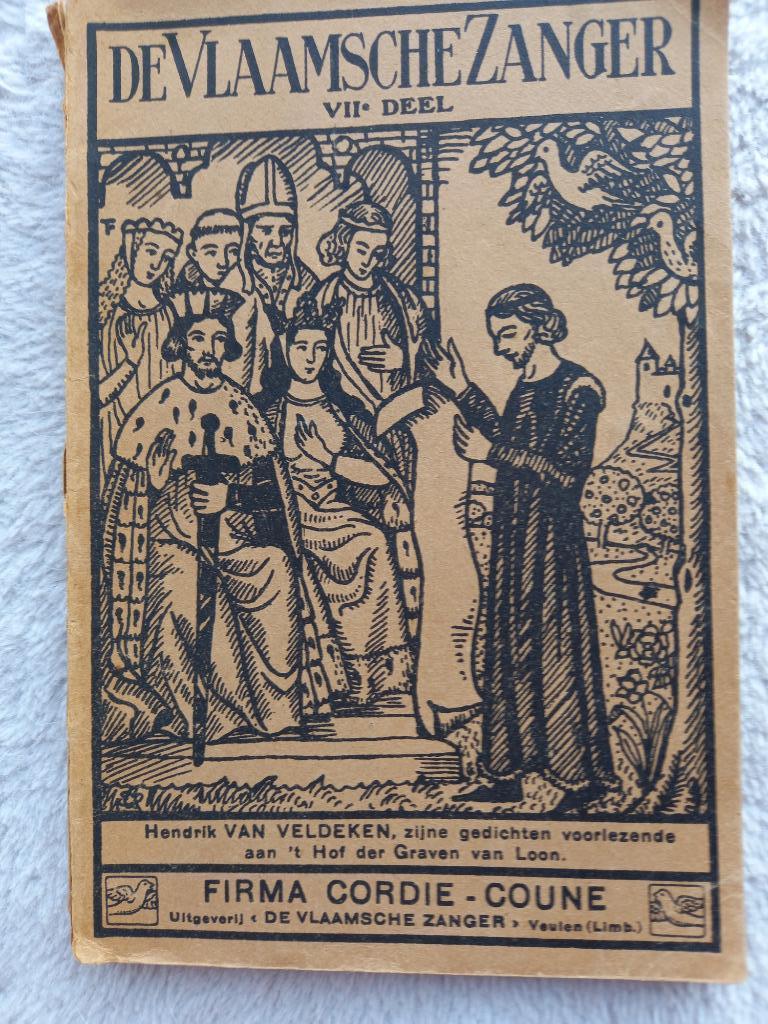 DE VLAAMSCHE ZANGER
VIIe DEEL
Hendrik VAN VELDEKEN, zijne gedichten voorlezende
aan 't Hof der Graven van Loon.
FIRMA CORDIE - COUNE
Uitgeverij « DE VLAAMSCHE ZANGER » Veulen (Limb.)